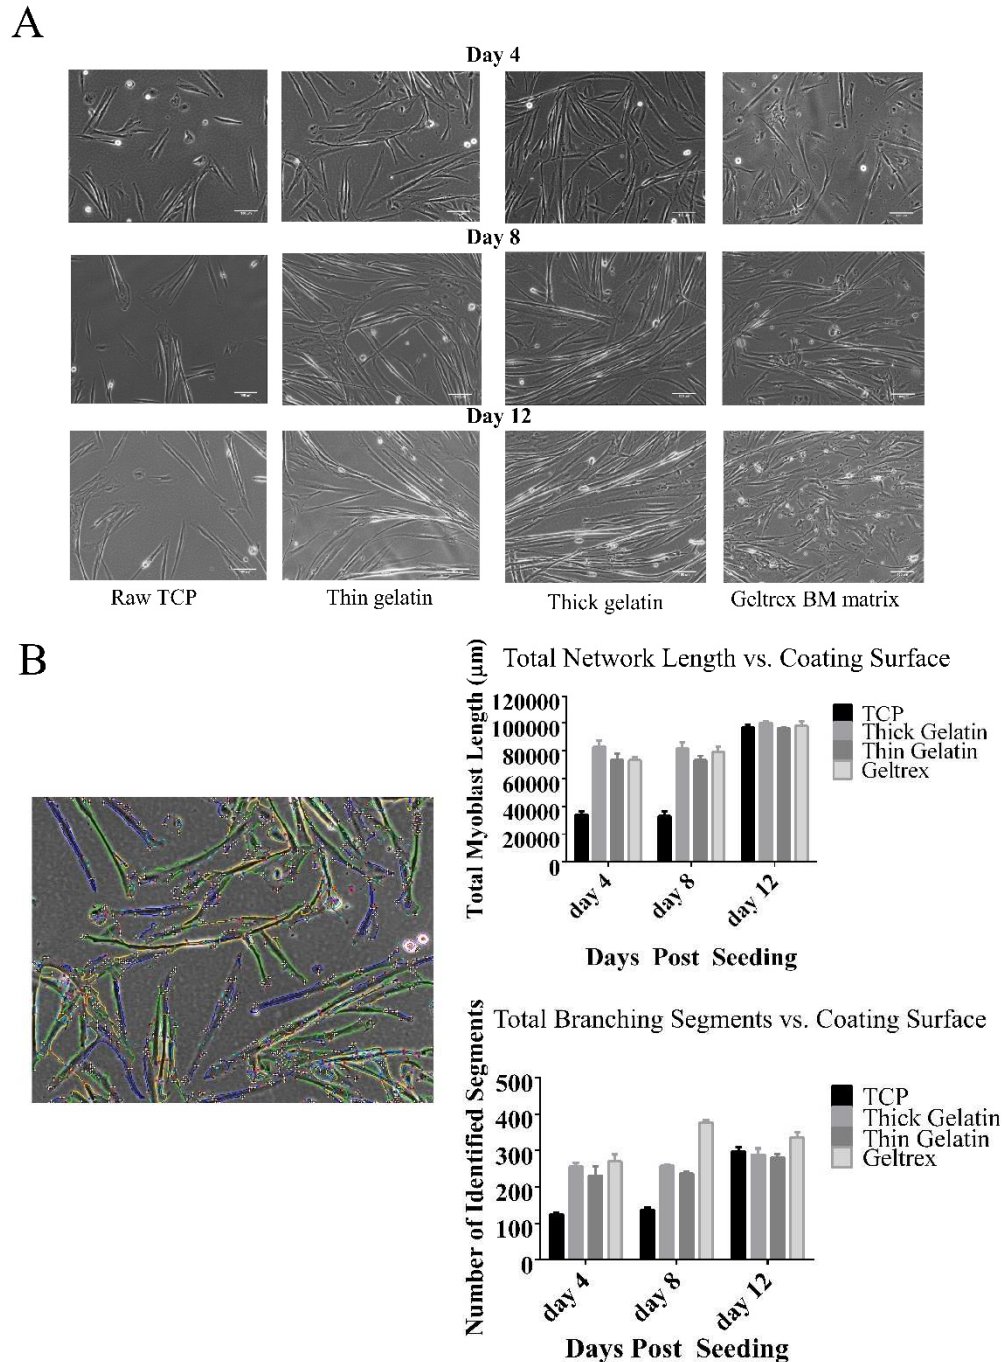 A
Day 4
Day 8
Day 12
Raw TCP
Thin gelatin
Thick gelatin
Geltrex BM matrix
B
Total Network Length vs. Coating Surface
Total Myoblast Length (μm)
120000
100000
80000
60000
40000
20000
0
day 4
day 8
day 12
Days Post Seeding
TCP
Thick Gelatin
Thin Gelatin
Geltrex
Total Branching Segments vs. Coating Surface
Number of Identified Segments
500
400
300
200
100
0
day 4
day 8
day 12
Days Post Seeding
TCP
Thick Gelatin
Thin Gelatin
Geltrex